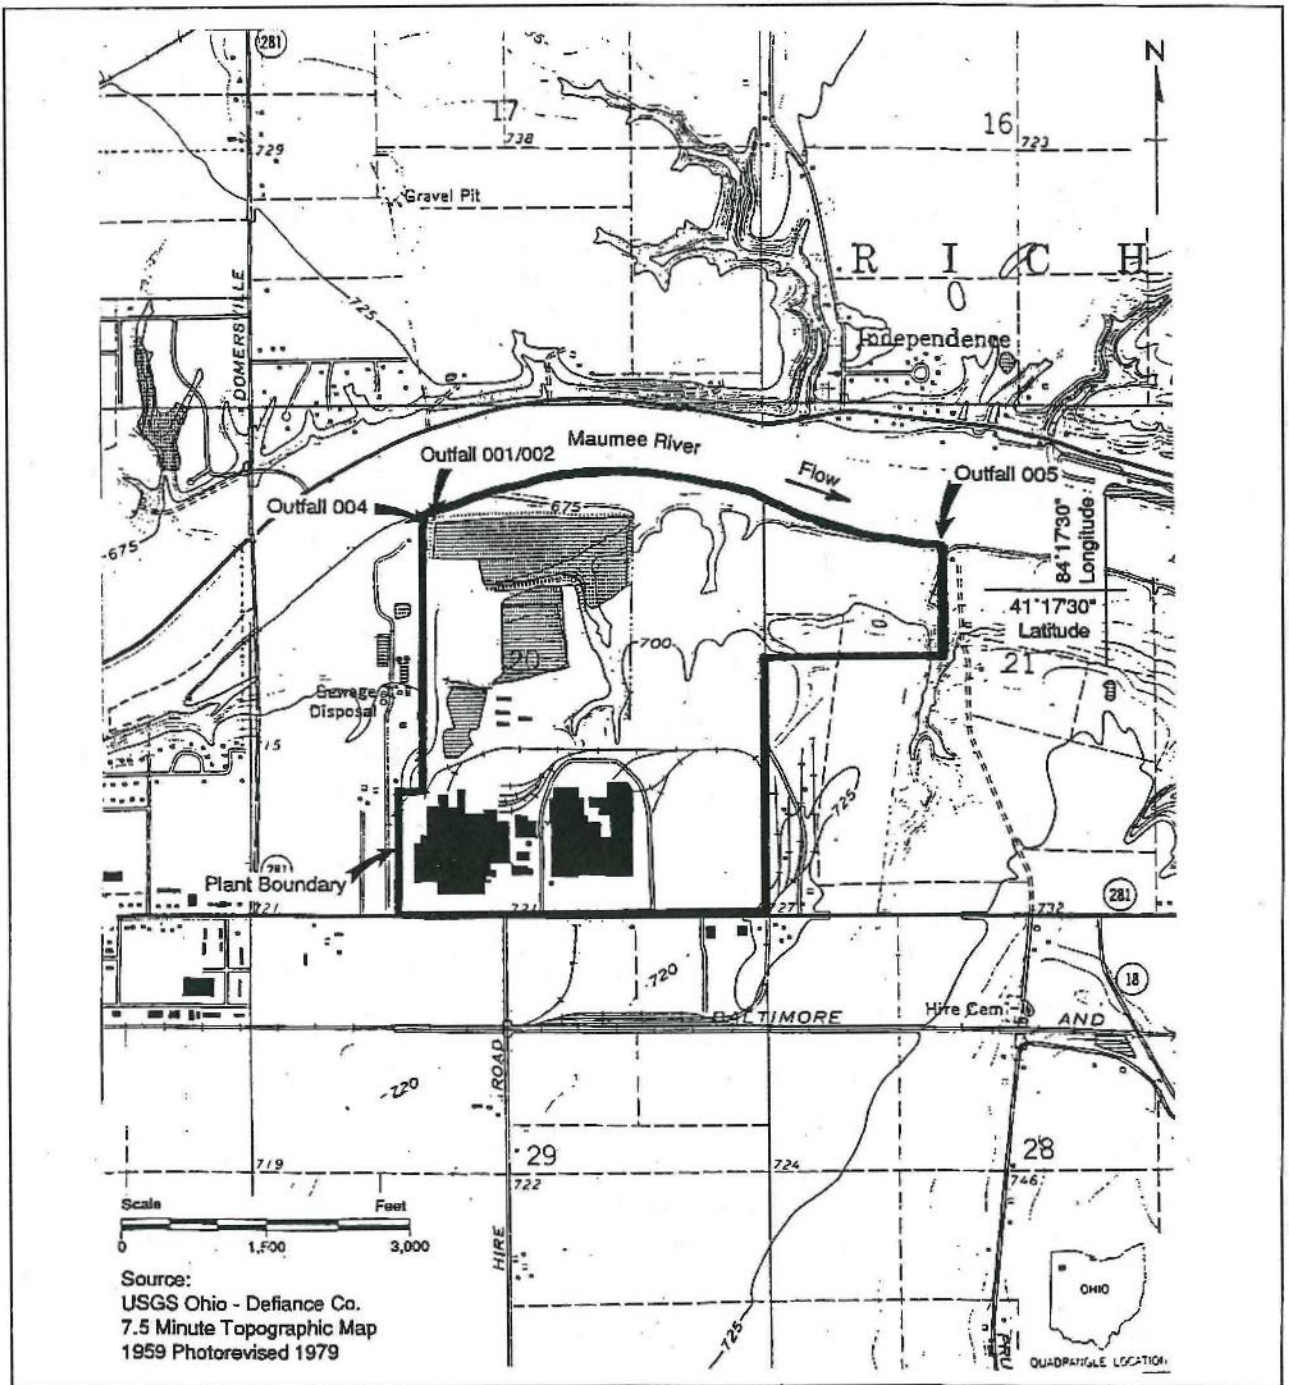 281
N
17
738
16
723
729
Gravel Pit
R I C H
725
DOMERSVILLE
Independence
Maumee River
Outfall 001/002
Flow
Outfall 005
Outfall 004
675
675
84°17'30"
Longitude
41°17'30"
Latitude
700
20
21
Sewage
Disposal
715
725
281
Plant Boundary
281
721
721
727
732
18
720
BALTIMORE
AND
Hire Cem
ROAD
720
29
28
719
722
724
746
Scale
Feet
0
1,500
3,000
HIRE
Source:
USGS Ohio - Defiance Co.
7.5 Minute Topographic Map
1959 Photorevised 1979
725
PRU
OHIO
QUADRANGLE LOCATION